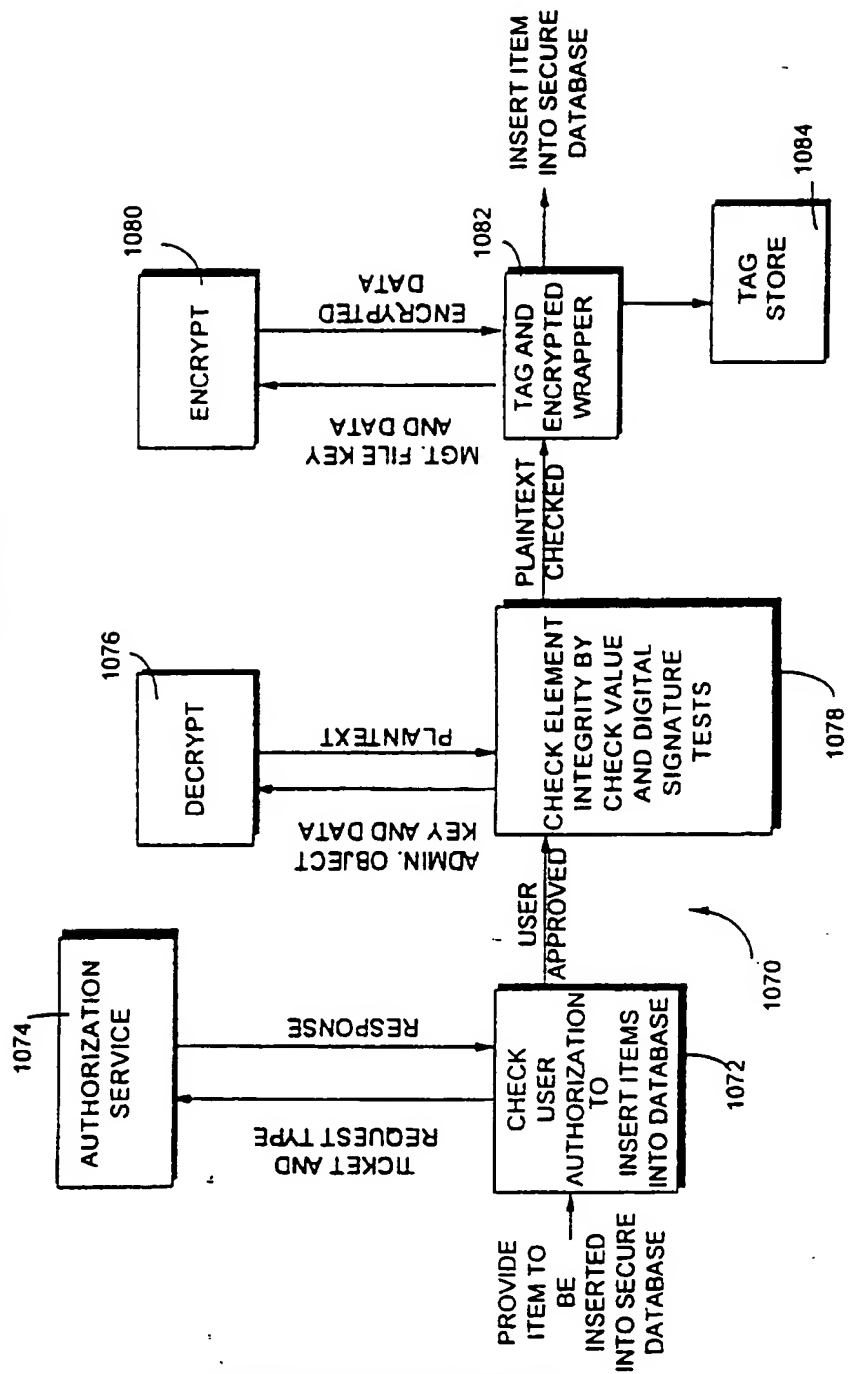 1074
AUTHORIZATION
SERVICE
TICKET AND
REQUEST TYPE
RESPONSE
PROVIDE
ITEM TO
BE
INSERTED
INTO SECURE
DATABASE
CHECK
USER
AUTHORIZATION
TO
INSERT ITEMS
INTO DATABASE
1072
USER
APPROVED
1070
1076
DECRYPT
ADMIN. OBJECT
KEY AND DATA
PLAINTEXT
CHECK ELEMENT
INTEGRITY BY
CHECK VALUE
AND DIGITAL
SIGNATURE
TESTS
1078
PLAINTEXT
CHECKED
1080
ENCRYPT
MGT. FILE KEY
AND DATA
ENCRYPTED
DATA
1082
TAG AND
ENCRYPTED
WRAPPER
INSERT ITEM
INTO SECURE
DATABASE
TAG
STORE
1084